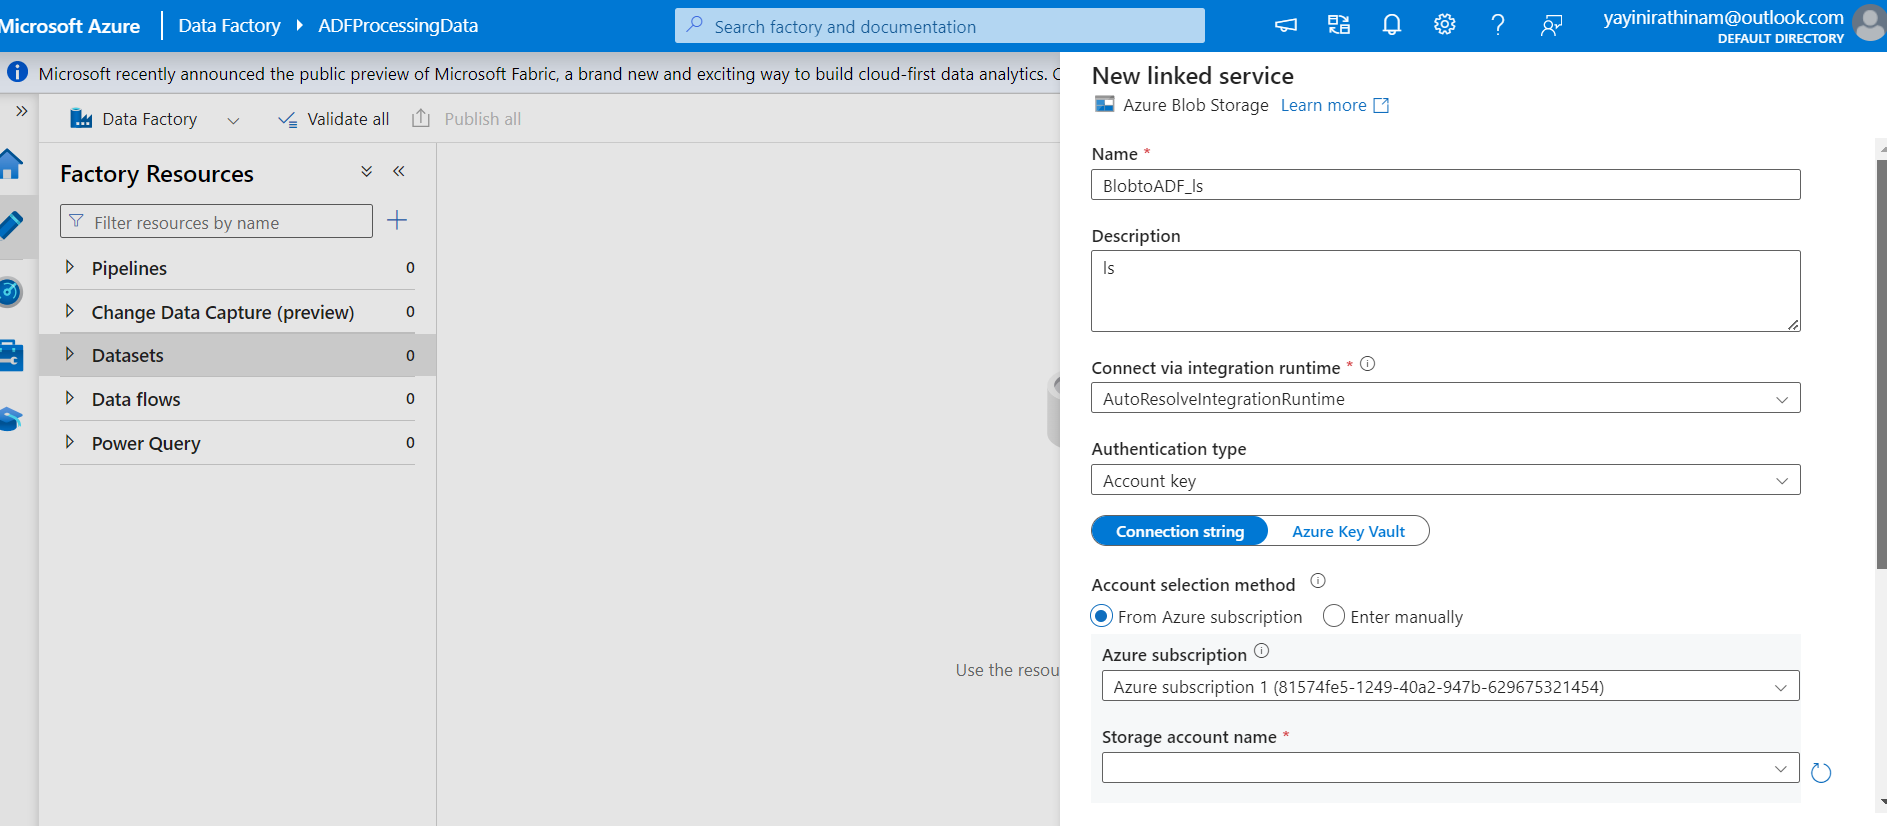 Microsoft Azure
Data Factory
ADFProcessingData
Search factory and documentation
yayinirathinam@outlook.com
DEFAULT DIRECTORY
Microsoft recently announced the public preview of Microsoft Fabric, a brand new and exciting way to build cloud-first data analytics.
Data Factory
Validate all
Publish all
Factory Resources
Filter resources by name
Pipelines 0
Change Data Capture (preview) 0
Datasets 0
Data flows 0
Power Query 0
Use the resou
New linked service
Azure Blob Storage Learn more
Name *
BlobtoADF_ls
Description
ls
Connect via integration runtime *
AutoResolveIntegrationRuntime
Authentication type
Account key
Connection string Azure Key Vault
Account selection method
From Azure subscription Enter manually
Azure subscription
Azure subscription 1 (81574fe5-1249-40a2-947b-629675321454)
Storage account name *